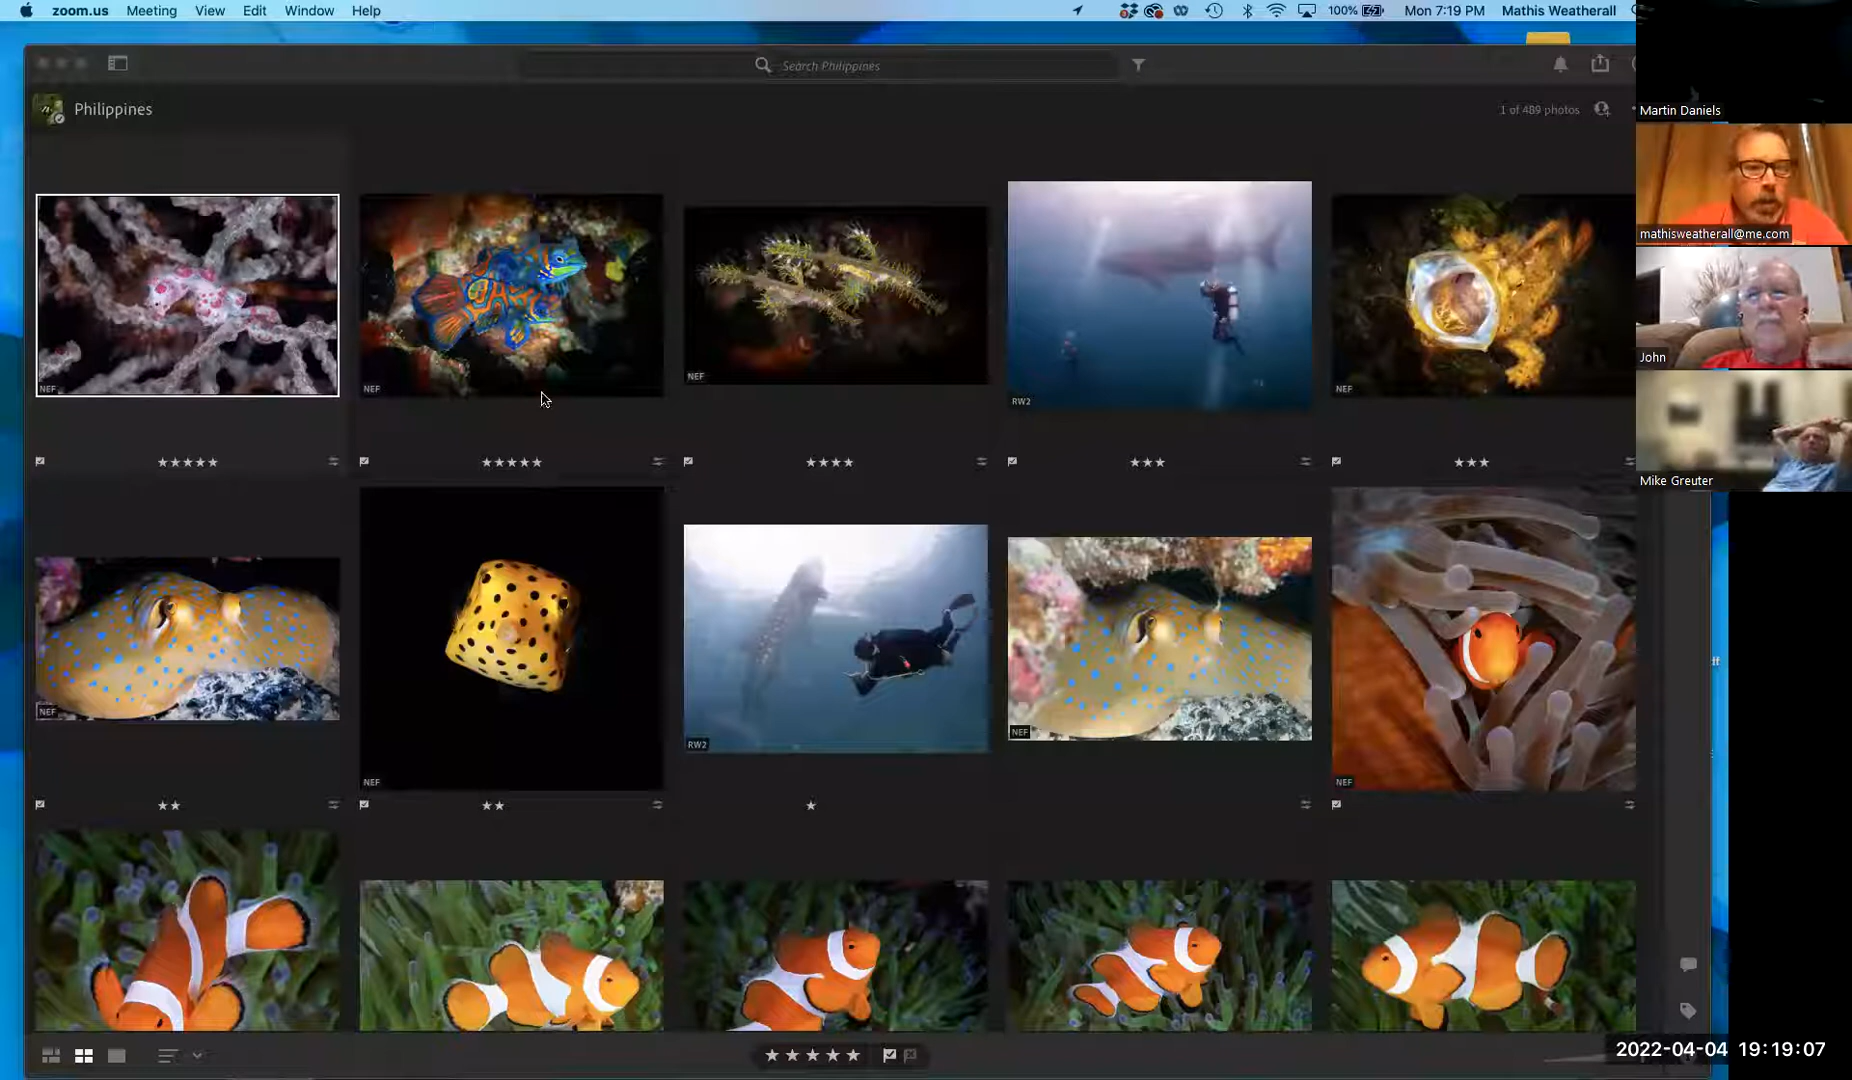 zoom.us Meeting View Edit Window Help
100% Mon 7:19 PM Mathis Weatherall
Search Philippines
Philippines
1 of 489 photos
Martin Daniels
mathisweatherall@me.com
John
Mike Greuter
NEF
NEF
NEF
RW2
NEF
NEF
NEF
RW2
NEF
NEF
2022-04-04 19:19:07